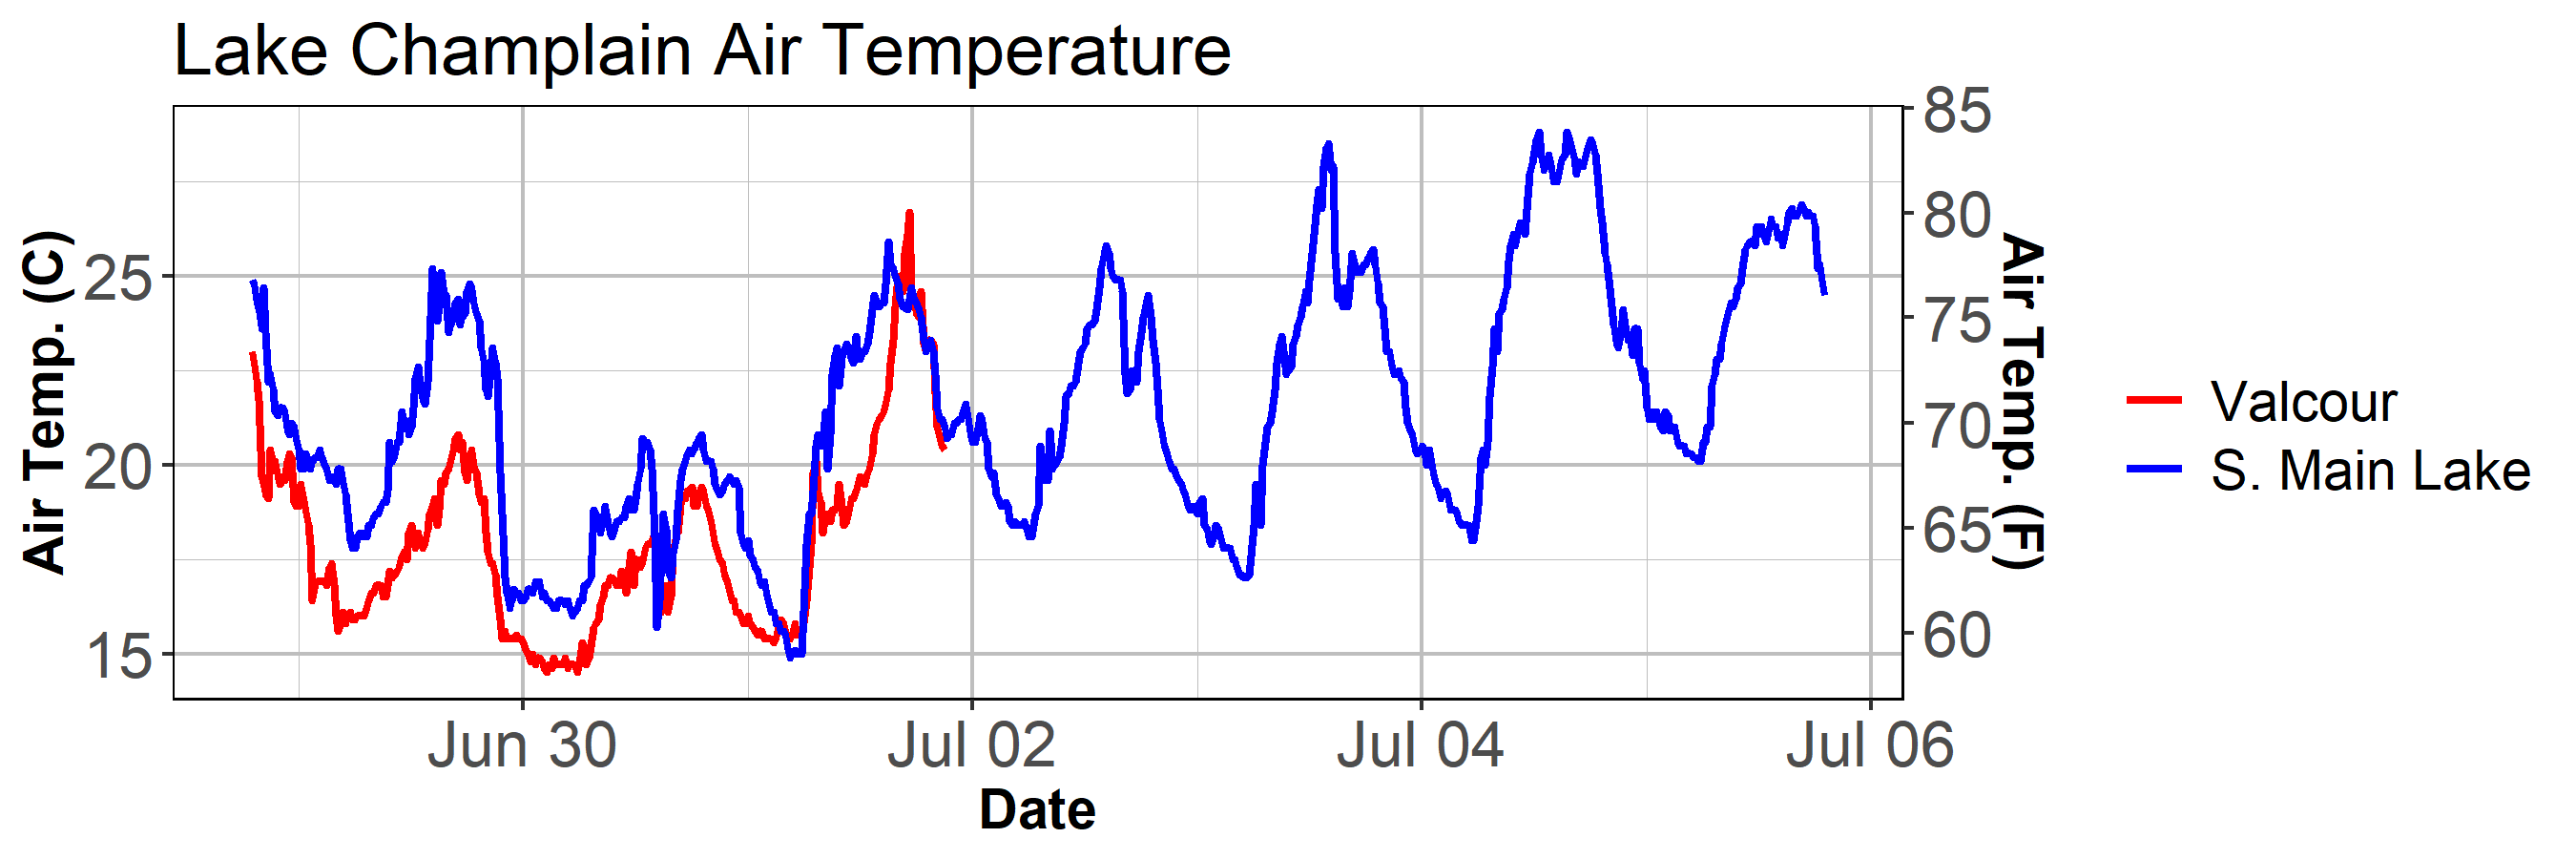 Lake Champlain Air Temperature
Air Temp. (C)
25
20
15
85
80
75
70
65
60
Air Temp. (F)
Jun 30
Jul 02
Jul 04
Jul 06
Date
Valcour
S. Main Lake